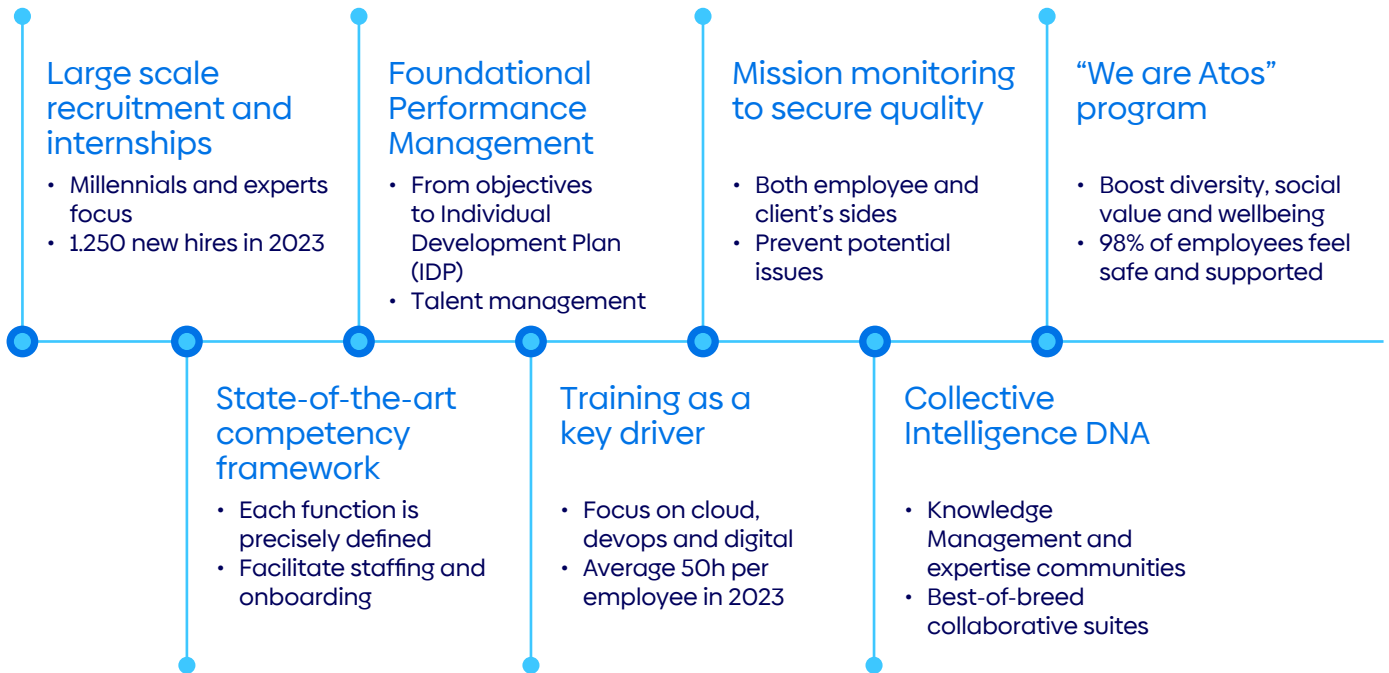 Large scale
recruitment and
internships
• Millennials and experts
focus
• 1.250 new hires in 2023
Foundational
Performance
Management
• From objectives
to Individual
Development Plan
(IDP)
• Talent management
Mission monitoring
to secure quality
• Both employee and
client’s sides
• Prevent potential
issues
“We are Atos”
program
• Boost diversity, social
value and wellbeing
• 98% of employees feel
safe and supported
State-of-the-art
competency
framework
• Each function is
precisely defined
• Facilitate staffing and
onboarding
Training as a
key driver
• Focus on cloud,
devops and digital
• Average 50h per
employee in 2023
Collective
Intelligence DNA
• Knowledge
Management and
expertise communities
• Best-of-breed
collaborative suites